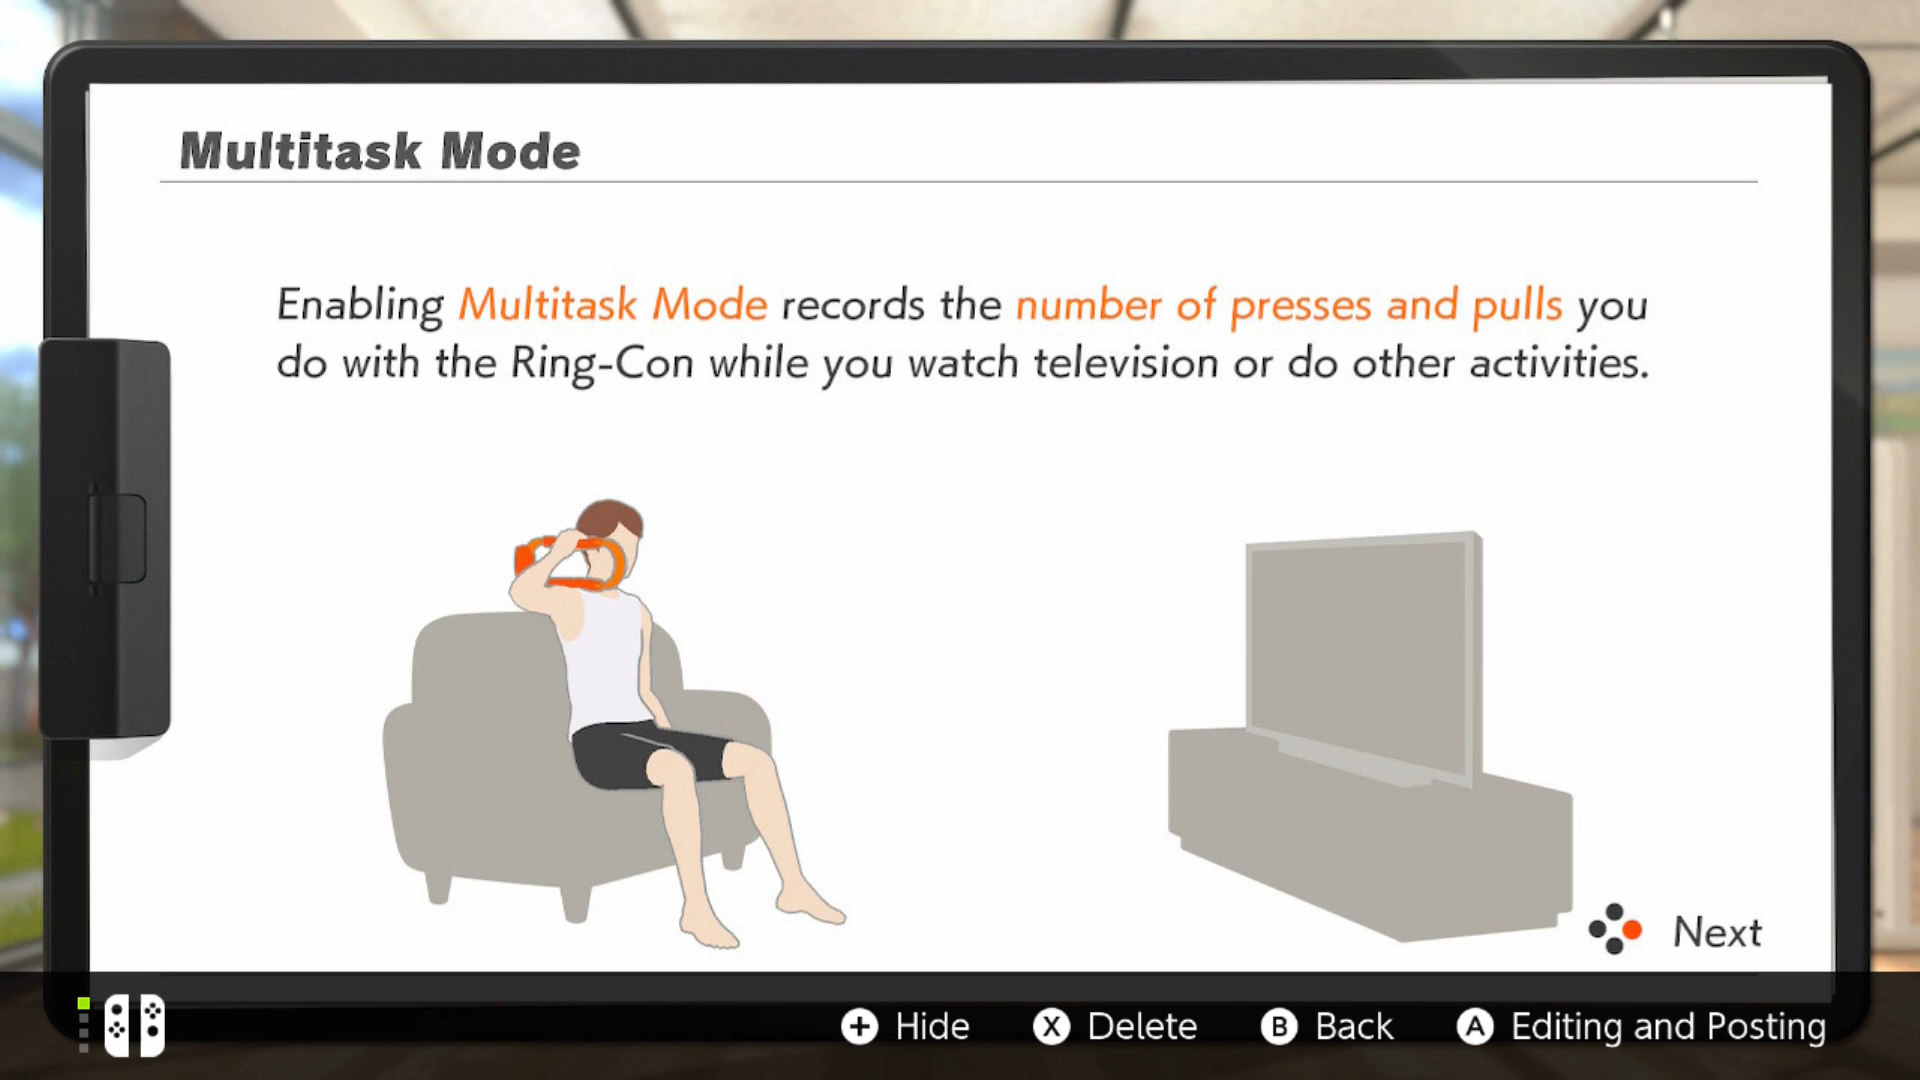 Multitask Mode
Enabling Multitask Mode records the number of presses and pulls you
do with the Ring-Con while you watch television or do other activities.
Next
+ Hide X Delete B Back A Editing and Posting